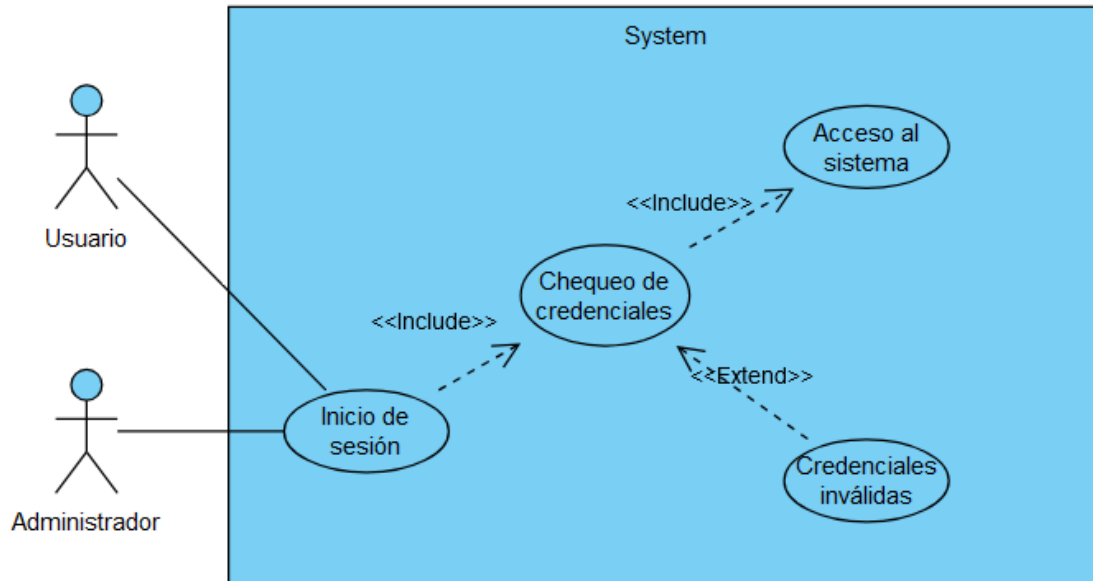 System
Acceso al
sistema
<<Include>>
Usuario
Chequeo de
credenciales
<<Include>>
<<Extend>>
Inicio de
sesión
Credenciales
inválidas
Administrador